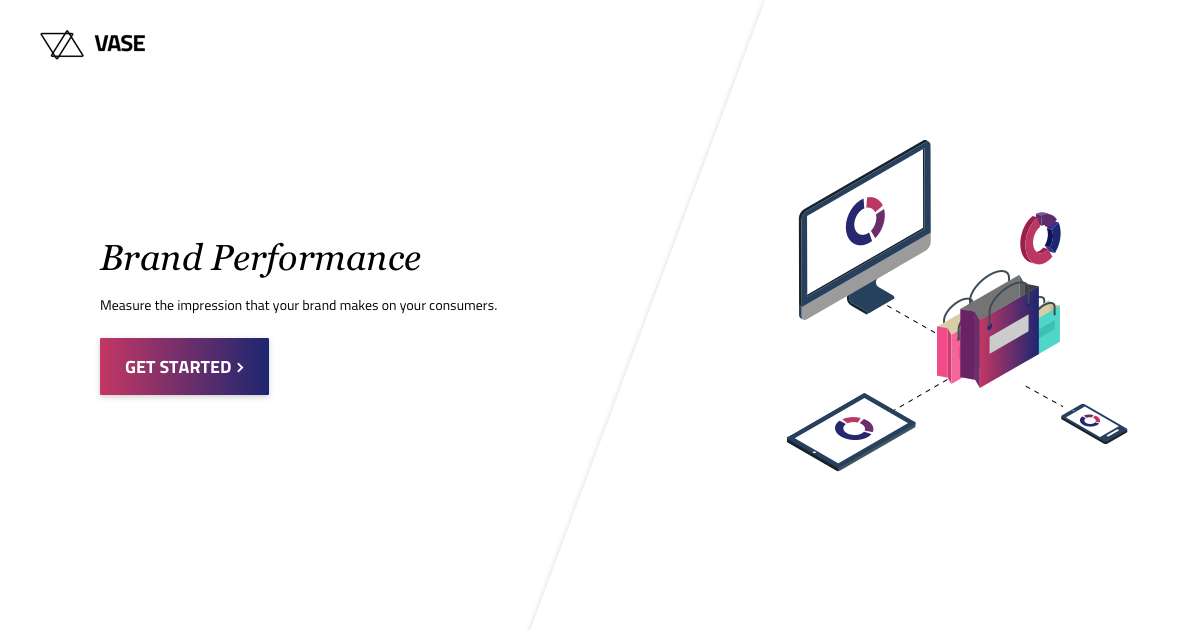 VASE
Brand Performance
Measure the impression that your brand makes on your consumers.
GET STARTED >